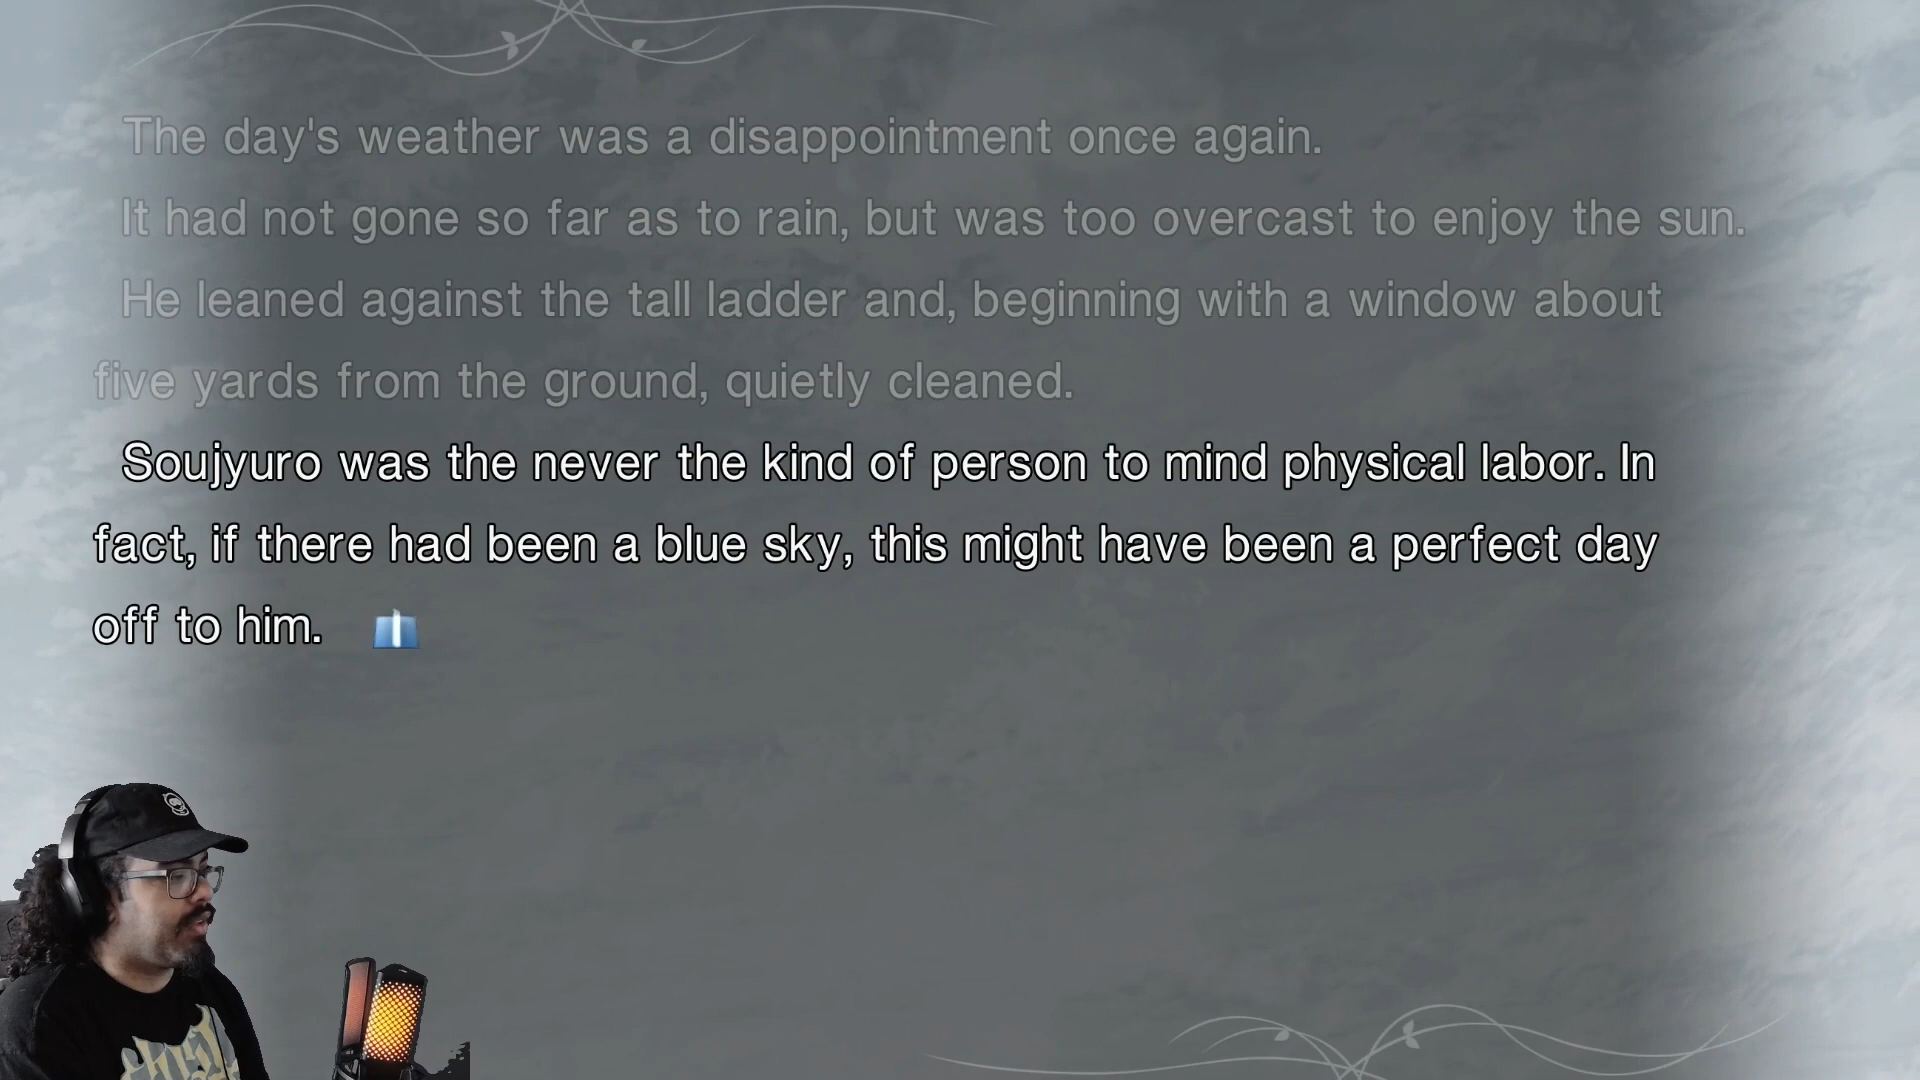 The day's weather was a disappointment once again.
It had not gone so far as to rain, but was too overcast to enjoy the sun.
He leaned against the tall ladder and, beginning with a window about
five yards from the ground, quietly cleaned.
Soujyuro was the never the kind of person to mind physical labor. In
fact, if there had been a blue sky, this might have been a perfect day
off to him.